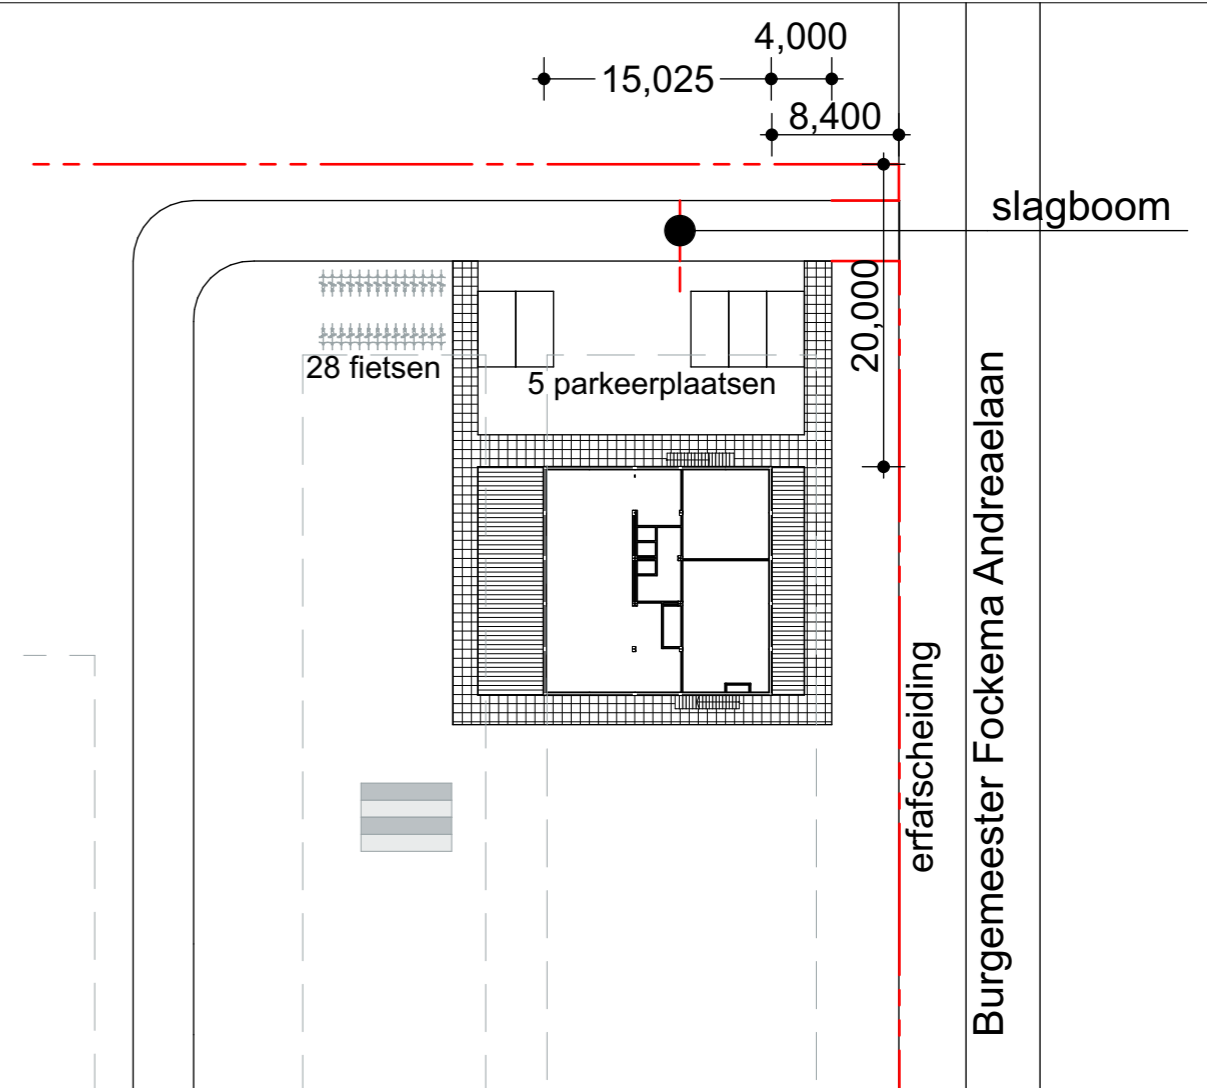 4,000
15,025
8,400
slagboom
20,000
28 fietsen
5 parkeerplaatsen
erfafscheiding
Burgemeester Fockema Andreaelaan